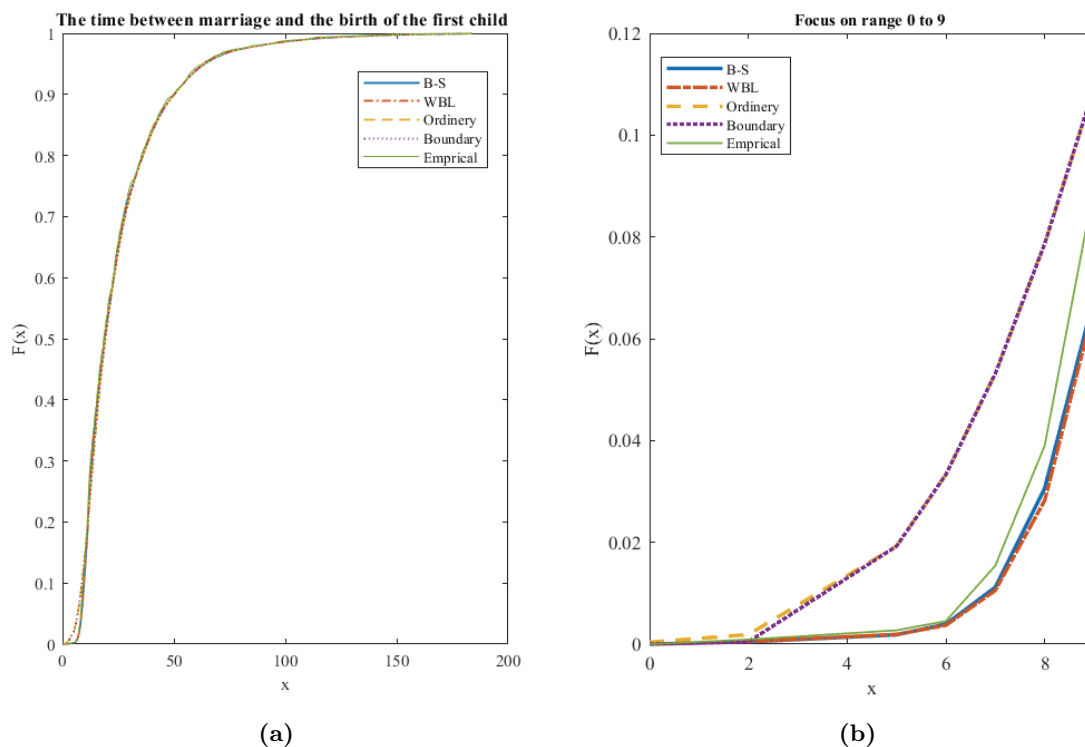 The time between marriage and the birth of the first child
F(x)
1
0.9
0.8
0.7
0.6
0.5
0.4
0.3
0.2
0.1
0
0 50 100 150 200
x
B-S
WBL
Ordinery
Boundary
Emprical
(a)
Focus on range 0 to 9
F(x)
0.12
0.1
0.08
0.06
0.04
0.02
0
0 2 4 6 8
x
B-S
WBL
Ordinery
Boundary
Emprical
(b)